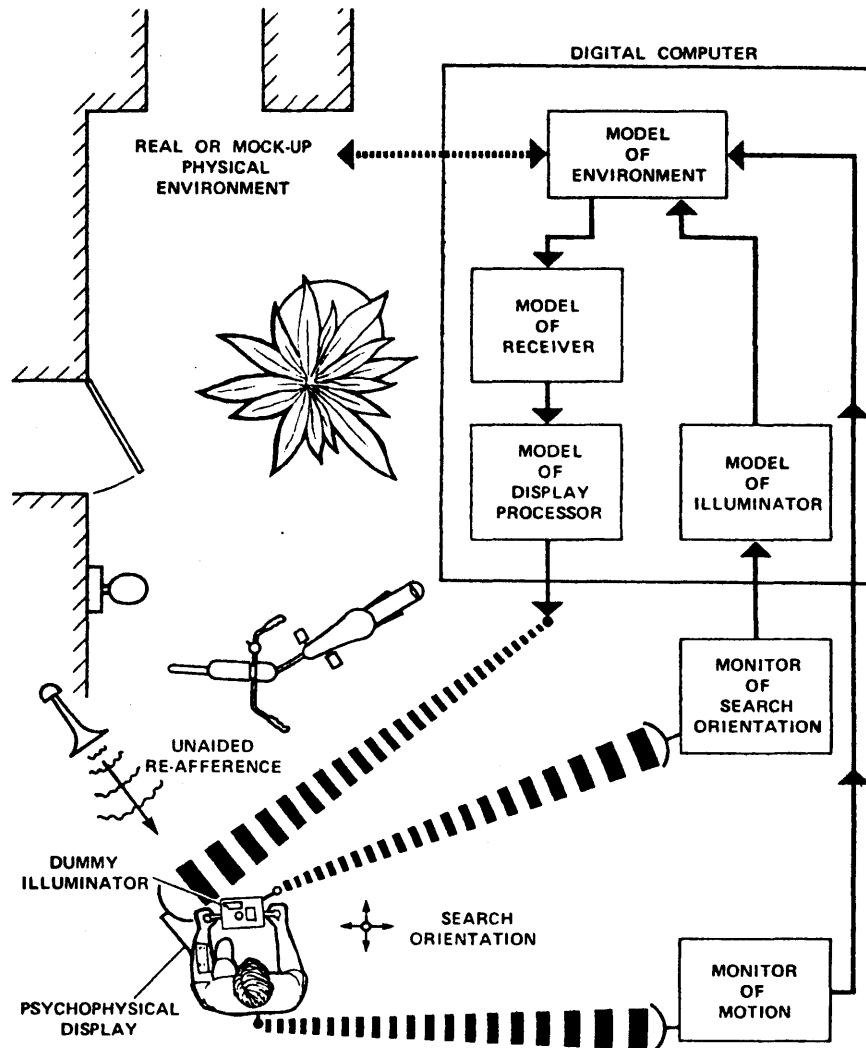 DIGITAL COMPUTER
REAL OR MOCK-UP
PHYSICAL
ENVIRONMENT
MODEL
OF
ENVIRONMENT
MODEL
OF
RECEIVER
MODEL
OF
DISPLAY
PROCESSOR
MODEL
OF
ILLUMINATOR
MONITOR
OF
SEARCH
ORIENTATION
UNAIDED
RE-AFFERENCE
DUMMY
ILLUMINATOR
SEARCH
ORIENTATION
PSYCHOPHYSICAL
DISPLAY
MONITOR
OF
MOTION